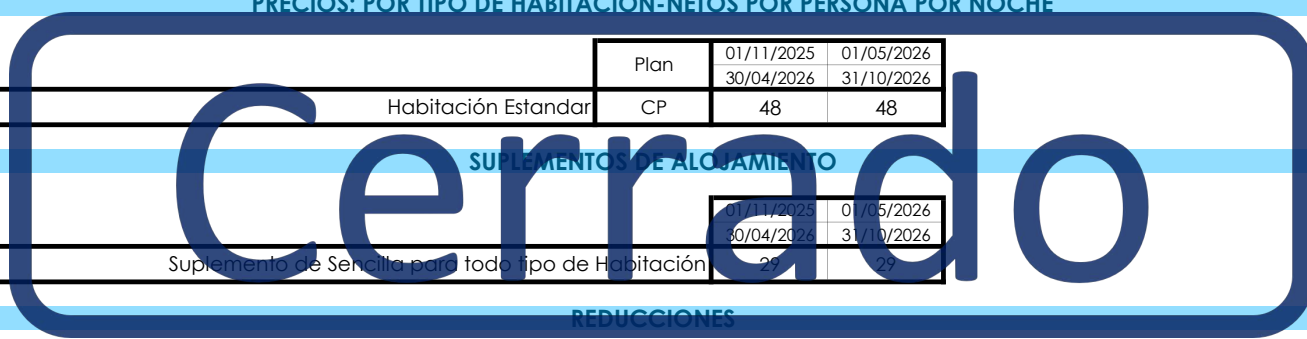 PRECIOS: POR TIPO DE HABITACIÓN-NETOS POR PERSONA POR NOCHE
Plan 01/11/2025 01/05/2026
30/04/2026 31/10/2026
Habitación Estandar CP 48 48
SUPLEMENTOS DE ALOJAMIENTO
01/11/2025 01/05/2026
30/04/2026 31/10/2026
Suplemento de Sencilla para todo tipo de Habitación 29 29
REDUCCIONES
Cerrado